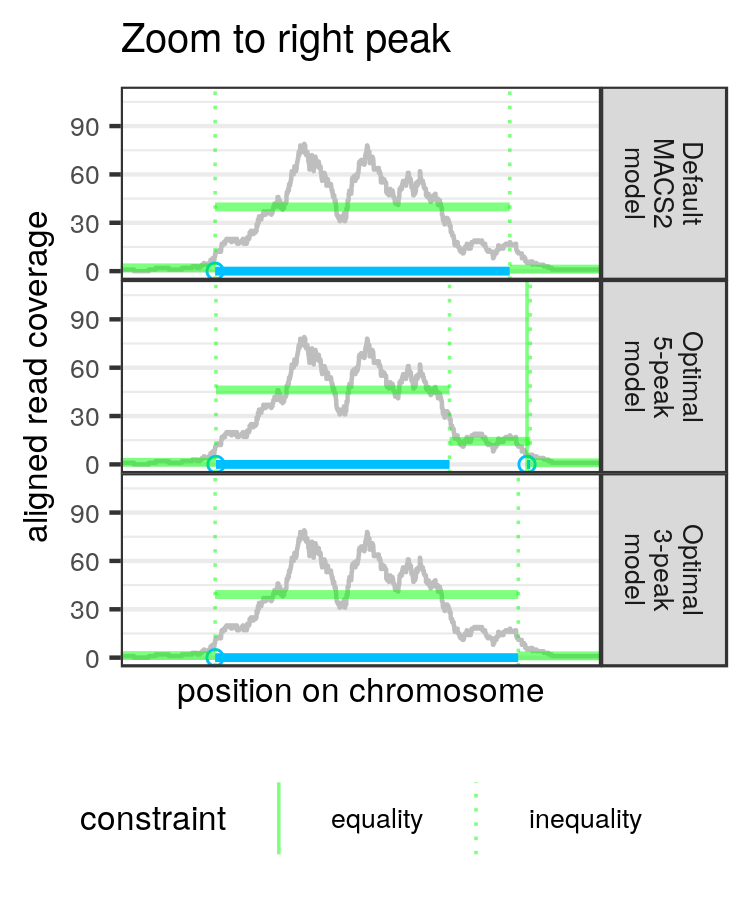 Zoom to right peak
aligned read coverage
90
60
30
0
Default
MACS2
model
90
60
30
0
Optimal
5-peak
model
90
60
30
0
Optimal
3-peak
model
position on chromosome
constraint equality inequality